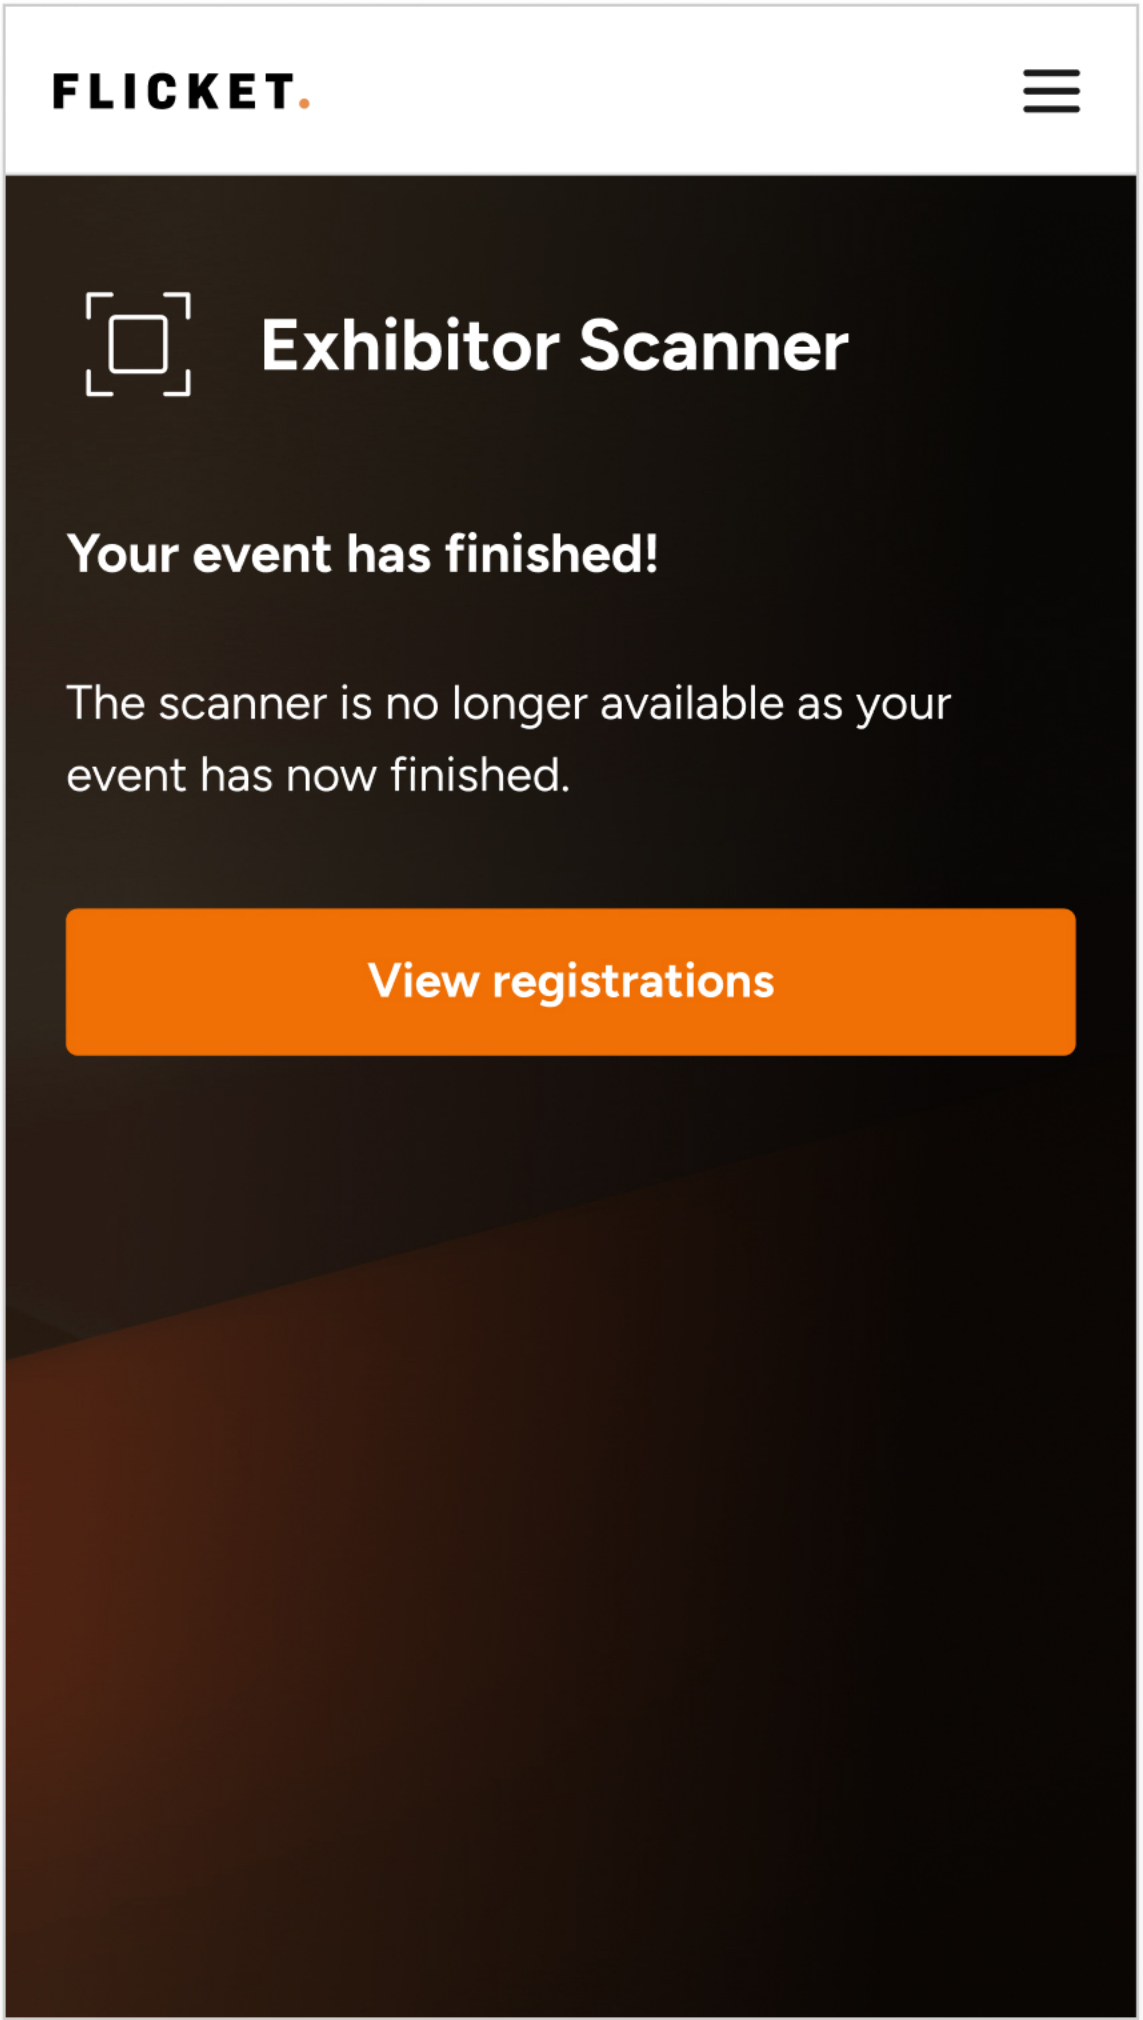 FLICKET.
Exhibitor Scanner
Your event has finished!
The scanner is no longer available as your
event has now finished.
View registrations